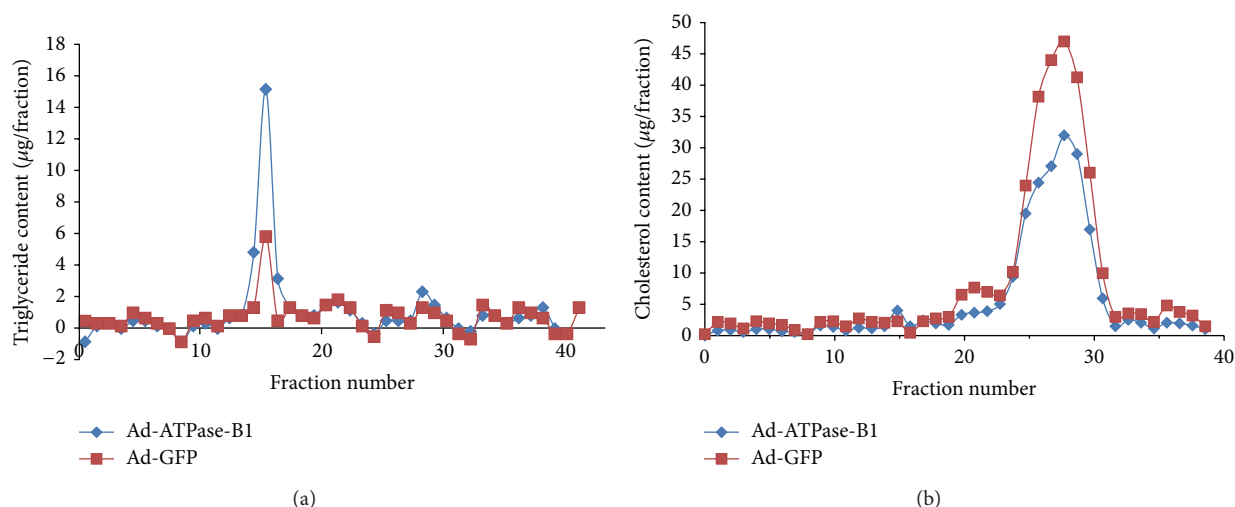 18
16
14
12
10
8
6
4
2
0
−2
Triglyceride content (μg/fraction)
0 10 20 30 40
Fraction number
Ad-ATPase-B1
Ad-GFP
(a)
50
45
40
35
30
25
20
15
10
5
0
Cholesterol content (μg/fraction)
0 10 20 30 40
Fraction number
Ad-ATPase-B1
Ad-GFP
(b)